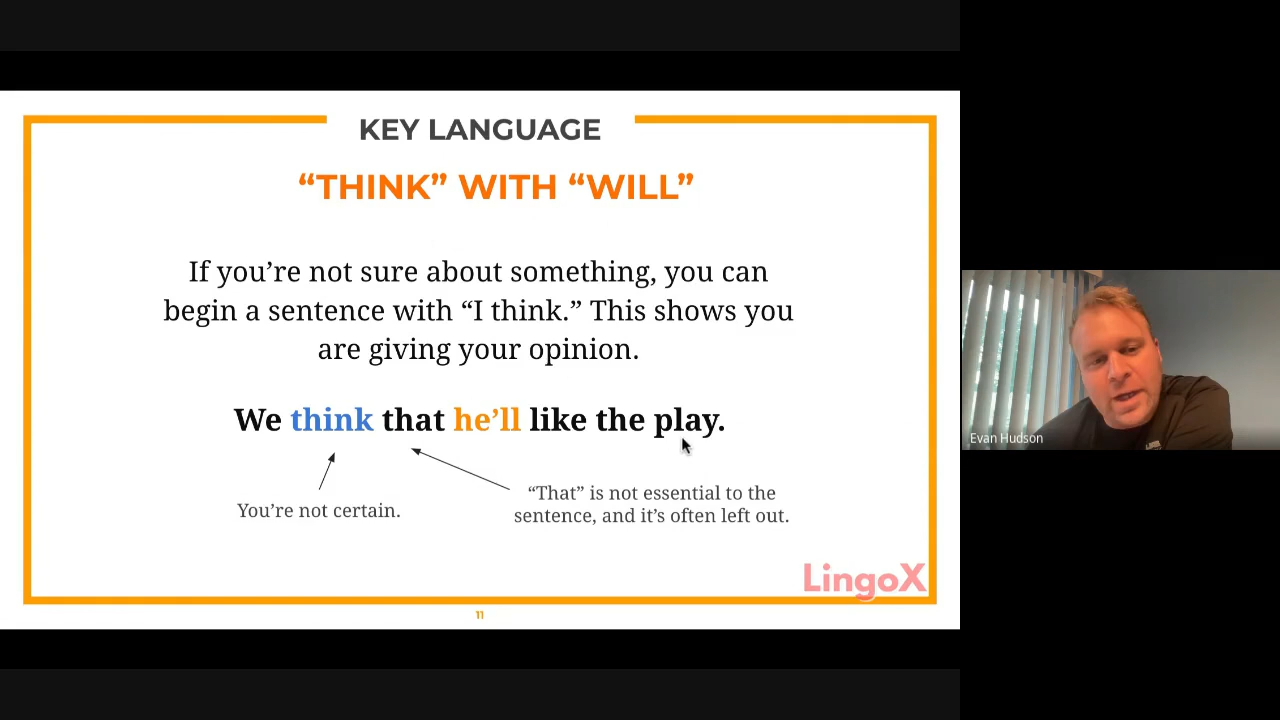 KEY LANGUAGE
“THINK” WITH “WILL”
If you’re not sure about something, you can
begin a sentence with “I think.” This shows you
are giving your opinion.
We think that he’ll like the play.
You’re not certain.
“That” is not essential to the
sentence, and it’s often left out.
LingoX
11
Evan Hudson